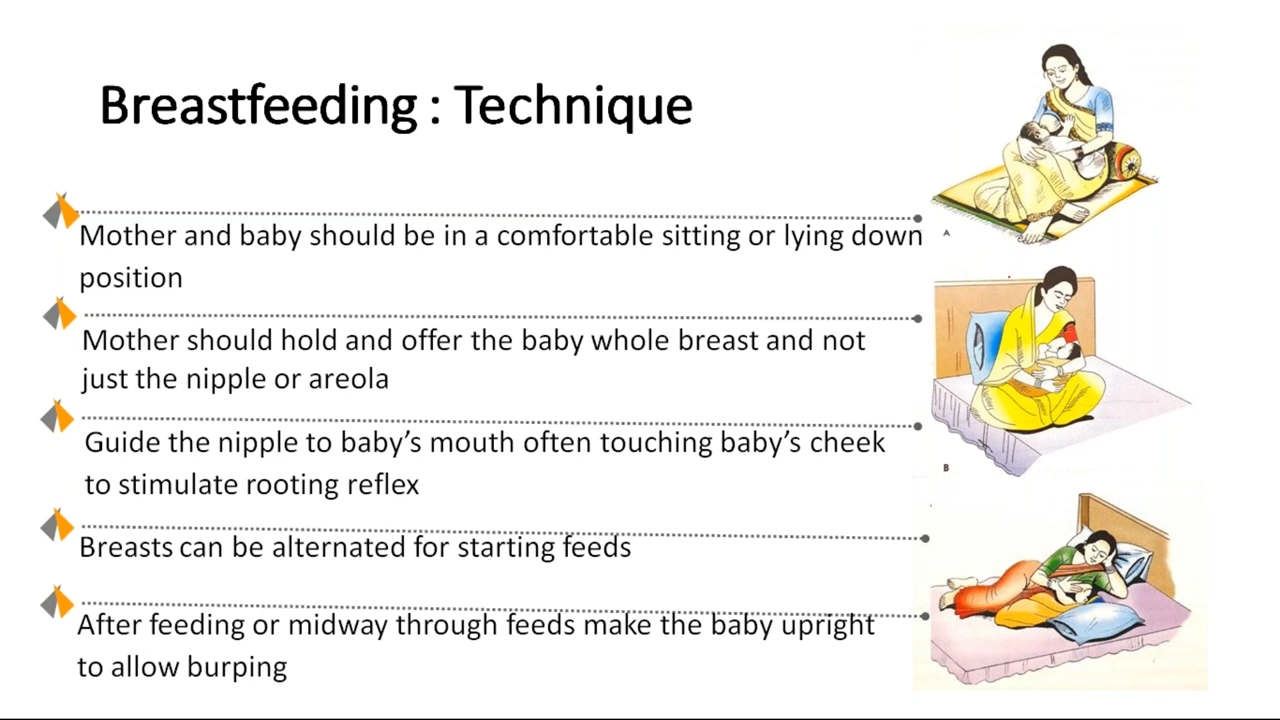 Breastfeeding : Technique
Mother and baby should be in a comfortable sitting or lying down
position
Mother should hold and offer the baby whole breast and not
just the nipple or areola
Guide the nipple to baby’s mouth often touching baby’s cheek
to stimulate rooting reflex
Breasts can be alternated for starting feeds
After feeding or midway through feeds make the baby upright
to allow burping
A
B